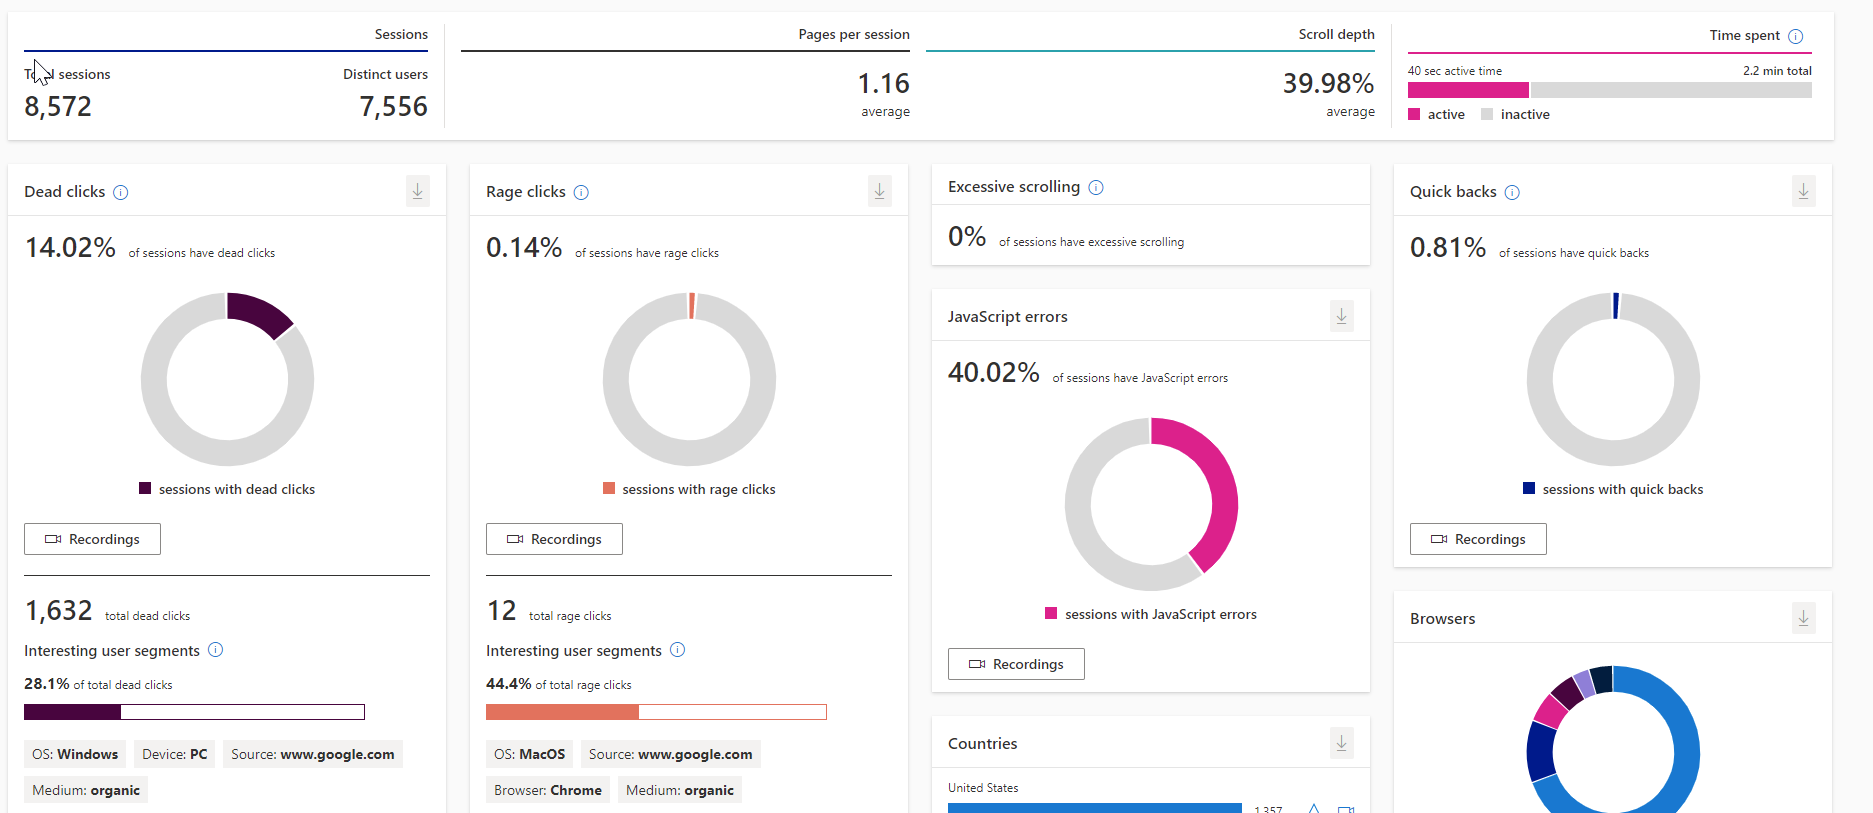 Sessions
Total sessions
8,572
Distinct users
7,556
Pages per session
1.16
average
Scroll depth
39.98%
average
Time spent
40 sec active time
2.2 min total
active
inactive
Dead clicks
14.02% of sessions have dead clicks
sessions with dead clicks
Recordings
1,632 total dead clicks
Interesting user segments
28.1% of total dead clicks
OS: Windows
Device: PC
Source: www.google.com
Medium: organic
Rage clicks
0.14% of sessions have rage clicks
sessions with rage clicks
Recordings
12 total rage clicks
Interesting user segments
44.4% of total rage clicks
OS: MacOS
Source: www.google.com
Browser: Chrome
Medium: organic
Excessive scrolling
0% of sessions have excessive scrolling
JavaScript errors
40.02% of sessions have JavaScript errors
sessions with JavaScript errors
Recordings
Countries
United States
1,357
Quick backs
0.81% of sessions have quick backs
sessions with quick backs
Recordings
Browsers